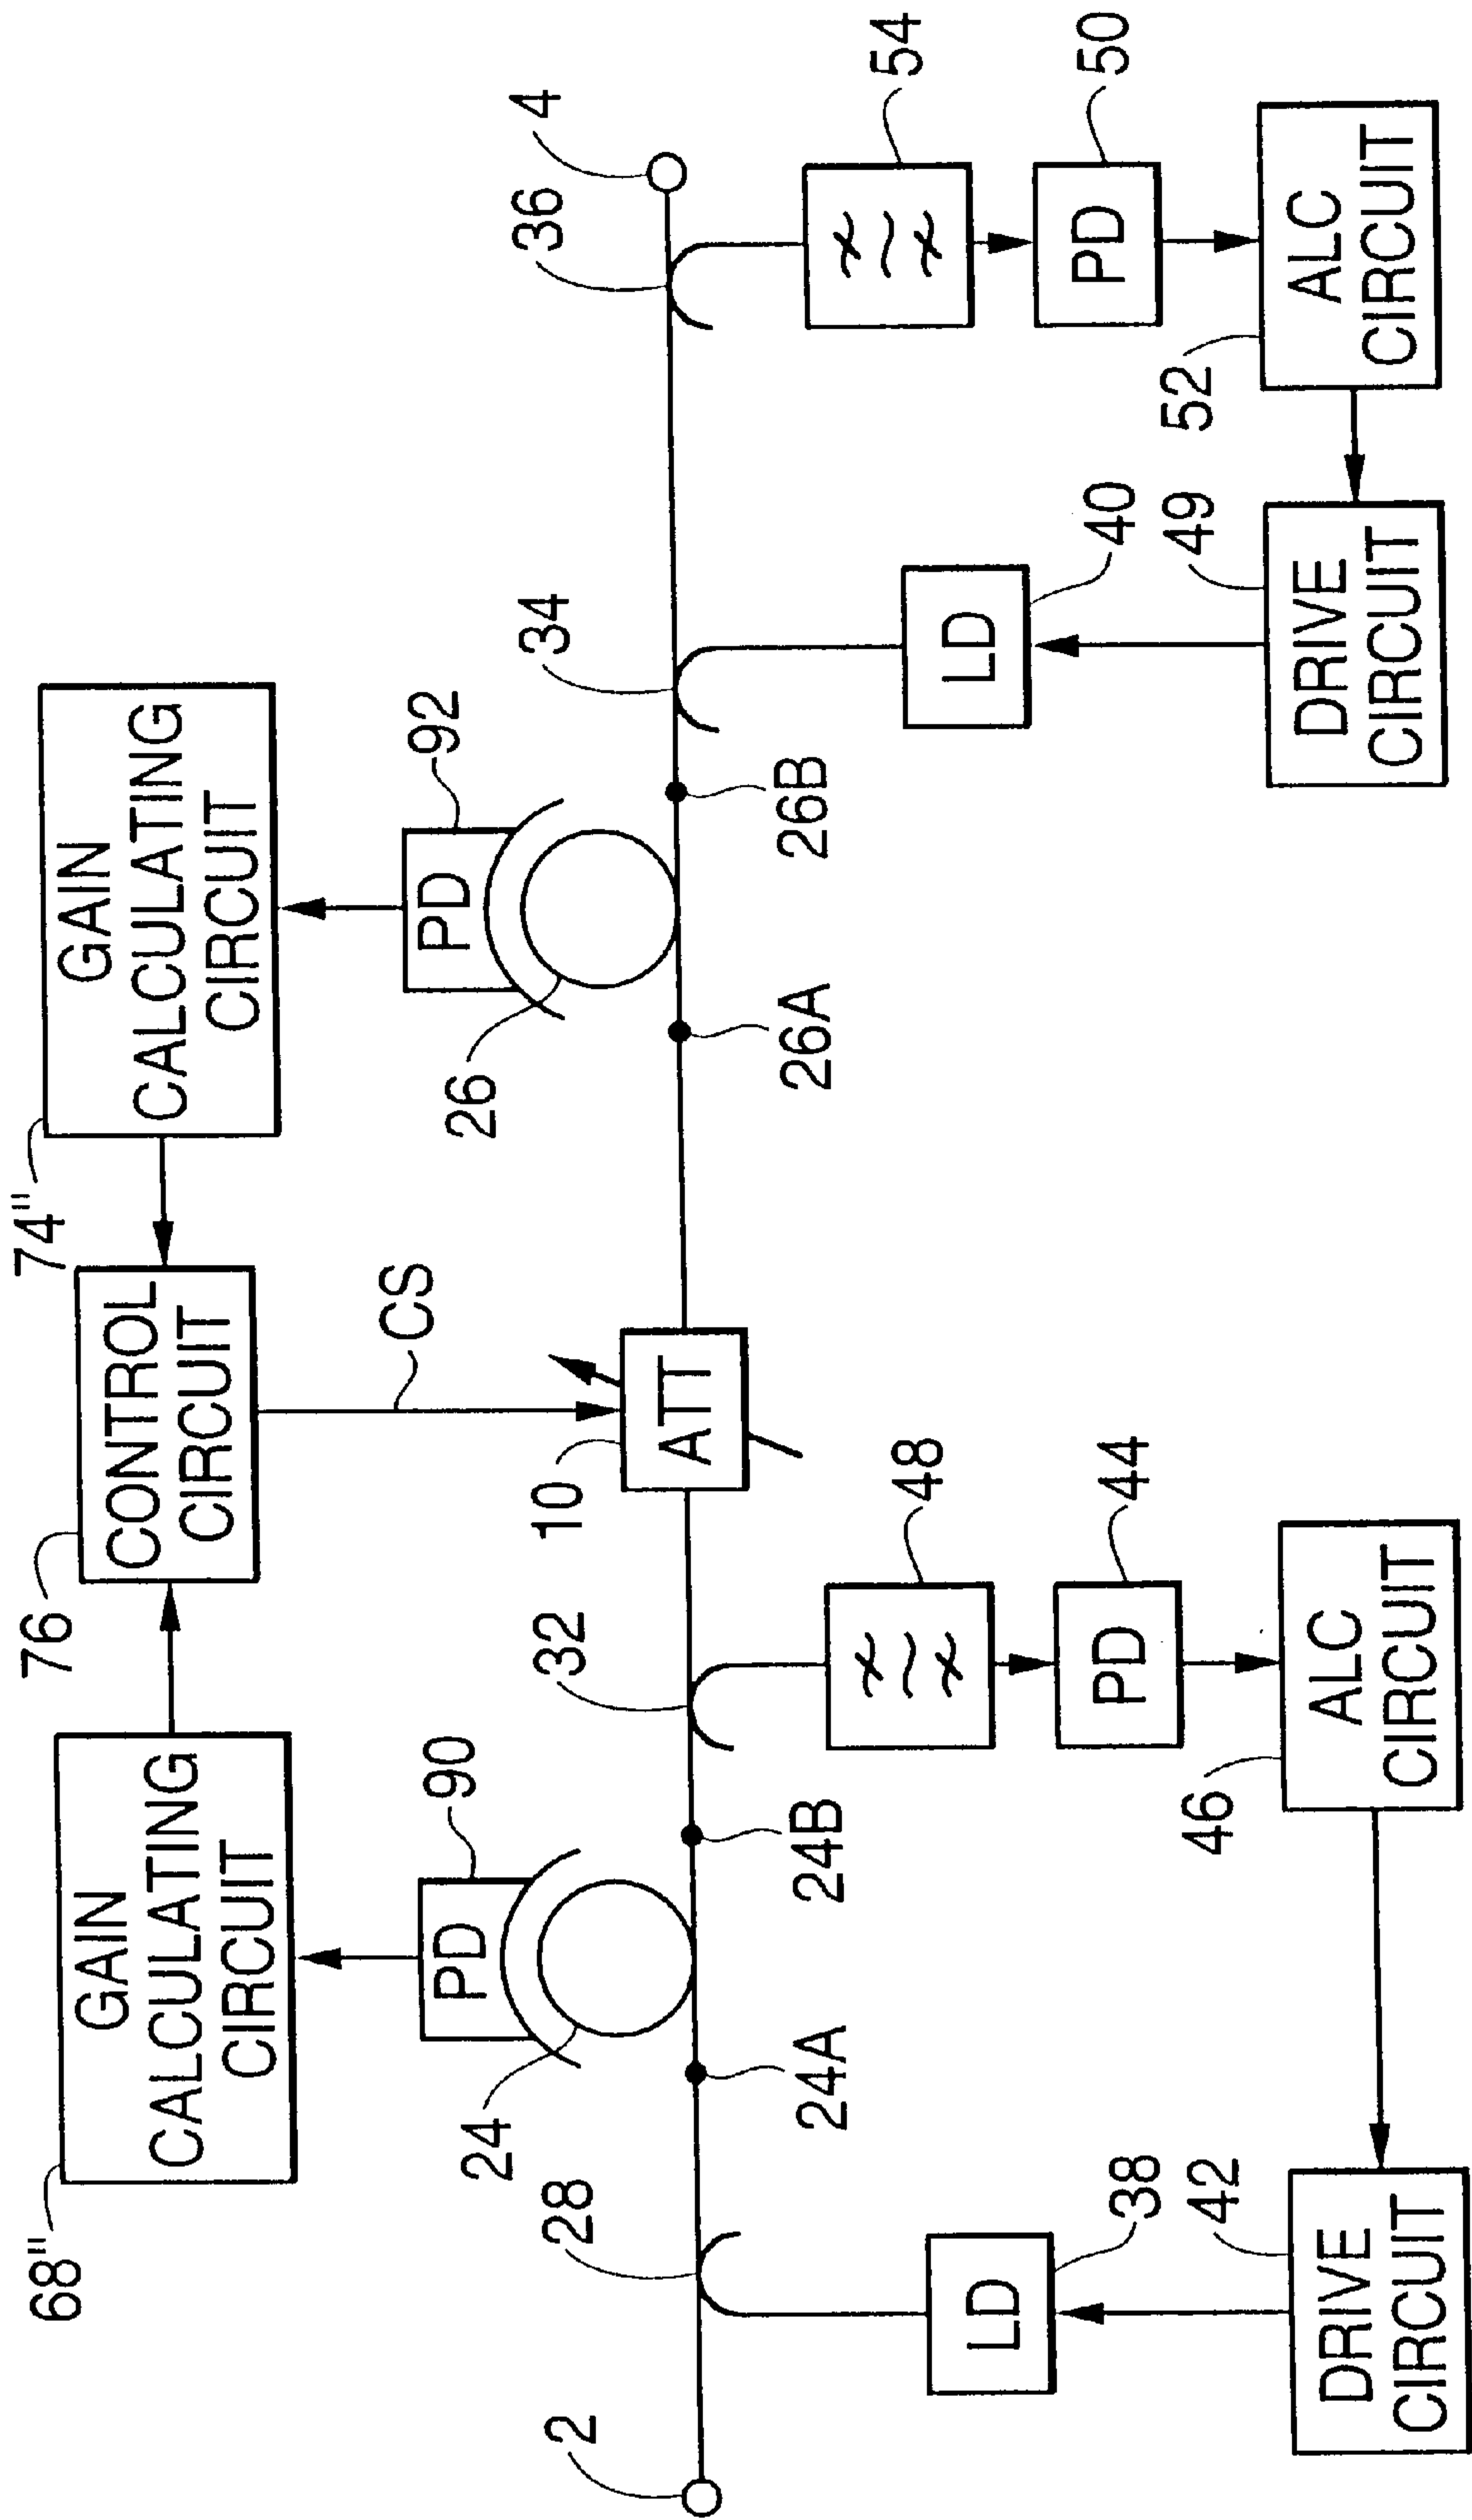 68"
GAIN
CALCULATING
CIRCUIT
76
CONTROL
CIRCUIT
74"
GAIN
CALCULATING
CIRCUIT
90
PD
CS
92
PD
2
28
24
24A
24B
32
10
ATT
26
26A
26B
34
36
4
LD
38
48
PD
44
LD
40
54
PD
50
42
DRIVE
CIRCUIT
46
ALC
CIRCUIT
49
DRIVE
CIRCUIT
52
ALC
CIRCUIT